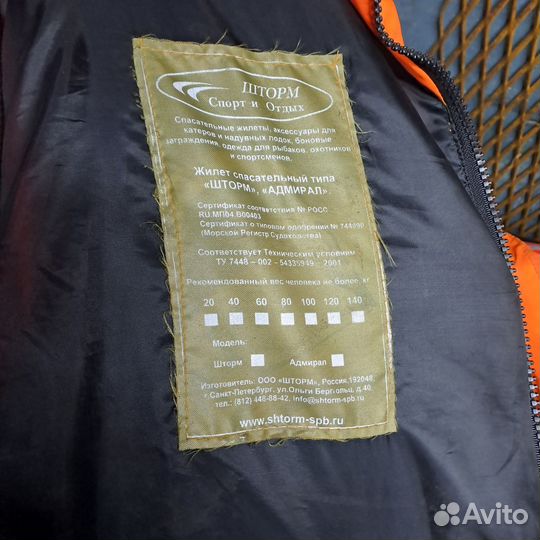 ШТОРМ
Спорт и Отдых
Спасательные жилеты, аксессуары для
катеров и надувных лодок, боновые
заграждения, одежда для рыбаков, охотников
и спортсменов.
Жилет спасательный типа
«ШТОРМ», «АДМИРАЛ».
Сертификат соответствия № РОСС
RU.МП04.В00403
Сертификат о типовом одобрении №
(Морской Регистр Судоходства)
Соответствует Техническим условиям
ТУ 7448 – 002 – 54335949 – 2001
Рекомендованный вес человека не более, кг
20 40 60 80 100 120 140
Модель:
Шторм Адмирал
Изготовитель: ООО «ШТОРМ», Россия,192048,
г.Санкт-Петербург, ул.Ольги Бергольц, д.40
тел.: (812) 448-88-42, info@shtorm-spb.ru
www.shtorm-spb.ru
Avito